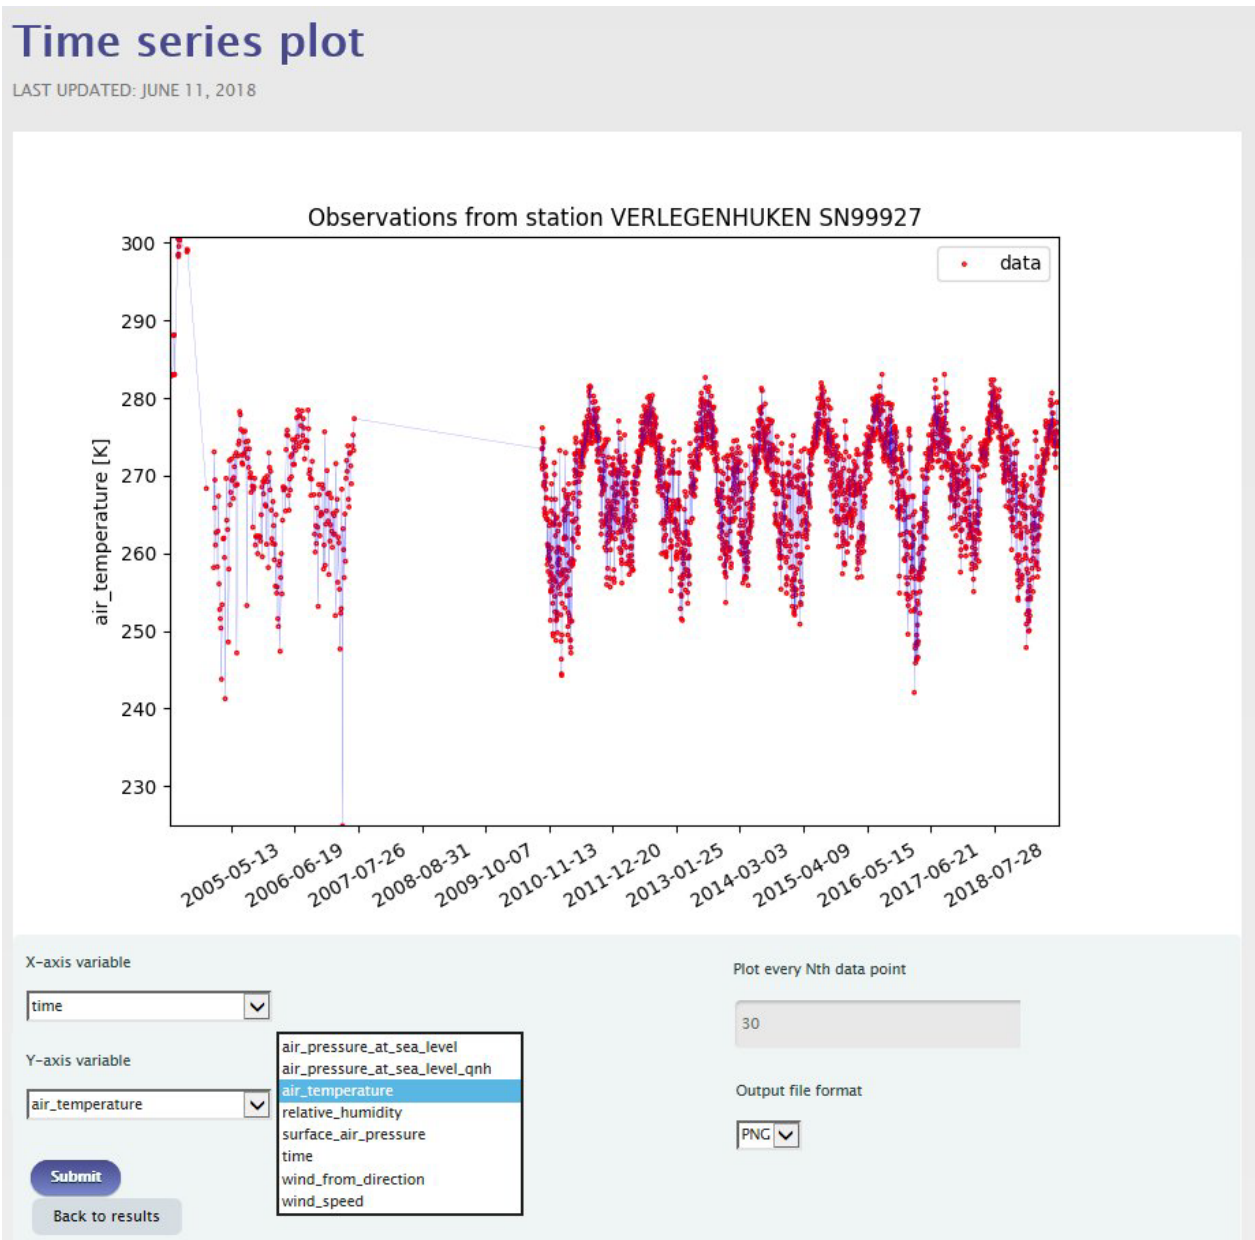 Time series plot
LAST UPDATED: JUNE 11, 2018
Observations from station VERLEGENHUKEN SN99927
data
300
290
280
270
260
250
240
230
air_temperature [K]
2005-05-13
2006-06-19
2007-07-26
2008-08-31
2009-10-07
2010-11-13
2011-12-20
2013-01-25
2014-03-03
2015-04-09
2016-05-15
2017-06-21
2018-07-28
X-axis variable
time
Y-axis variable
air_temperature
air_pressure_at_sea_level
air_pressure_at_sea_level_qnh
air_temperature
relative_humidity
surface_air_pressure
time
wind_from_direction
wind_speed
Plot every Nth data point
30
Output file format
PNG
Submit
Back to results